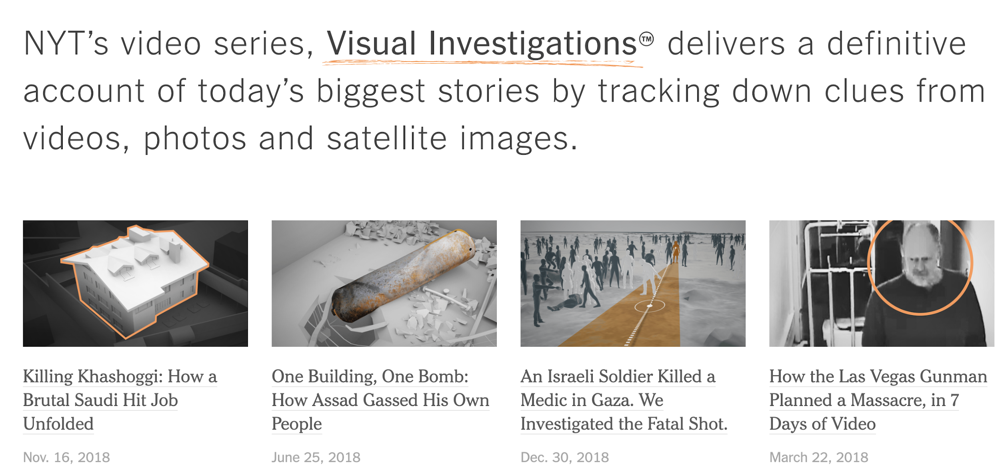 NYT’s video series, Visual Investigations™ delivers a definitive
account of today’s biggest stories by tracking down clues from
videos, photos and satellite images.
Killing Khashoggi: How a
Brutal Saudi Hit Job
Unfolded
Nov. 16, 2018
One Building, One Bomb:
How Assad Gassed His Own
People
June 25, 2018
An Israeli Soldier Killed a
Medic in Gaza. We
Investigated the Fatal Shot.
Dec. 30, 2018
How the Las Vegas Gunman
Planned a Massacre, in 7
Days of Video
March 22, 2018